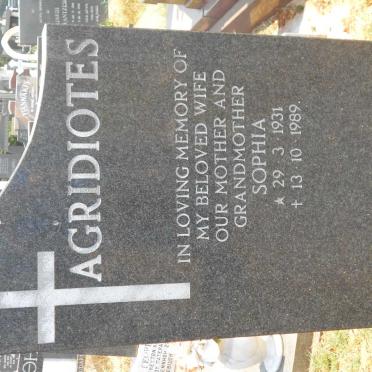 AGRIDIOTES
IN LOVING MEMORY OF
MY BELOVED WIFE
OUR MOTHER AND
GRANDMOTHER
SOPHIA
★ 29 3 1931
✝ 13 10 1989.